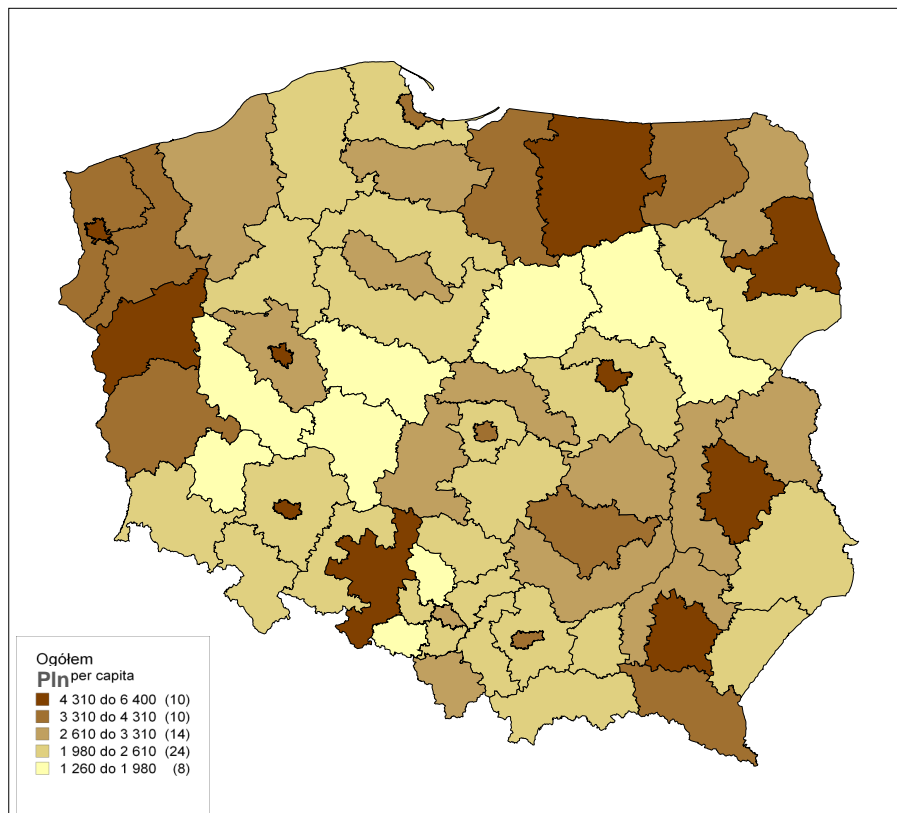 Ogółem
Pln per capita
4 310 do 6 400 (10)
3 310 do 4 310 (10)
2 610 do 3 310 (14)
1 980 do 2 610 (24)
1 260 do 1 980 (8)